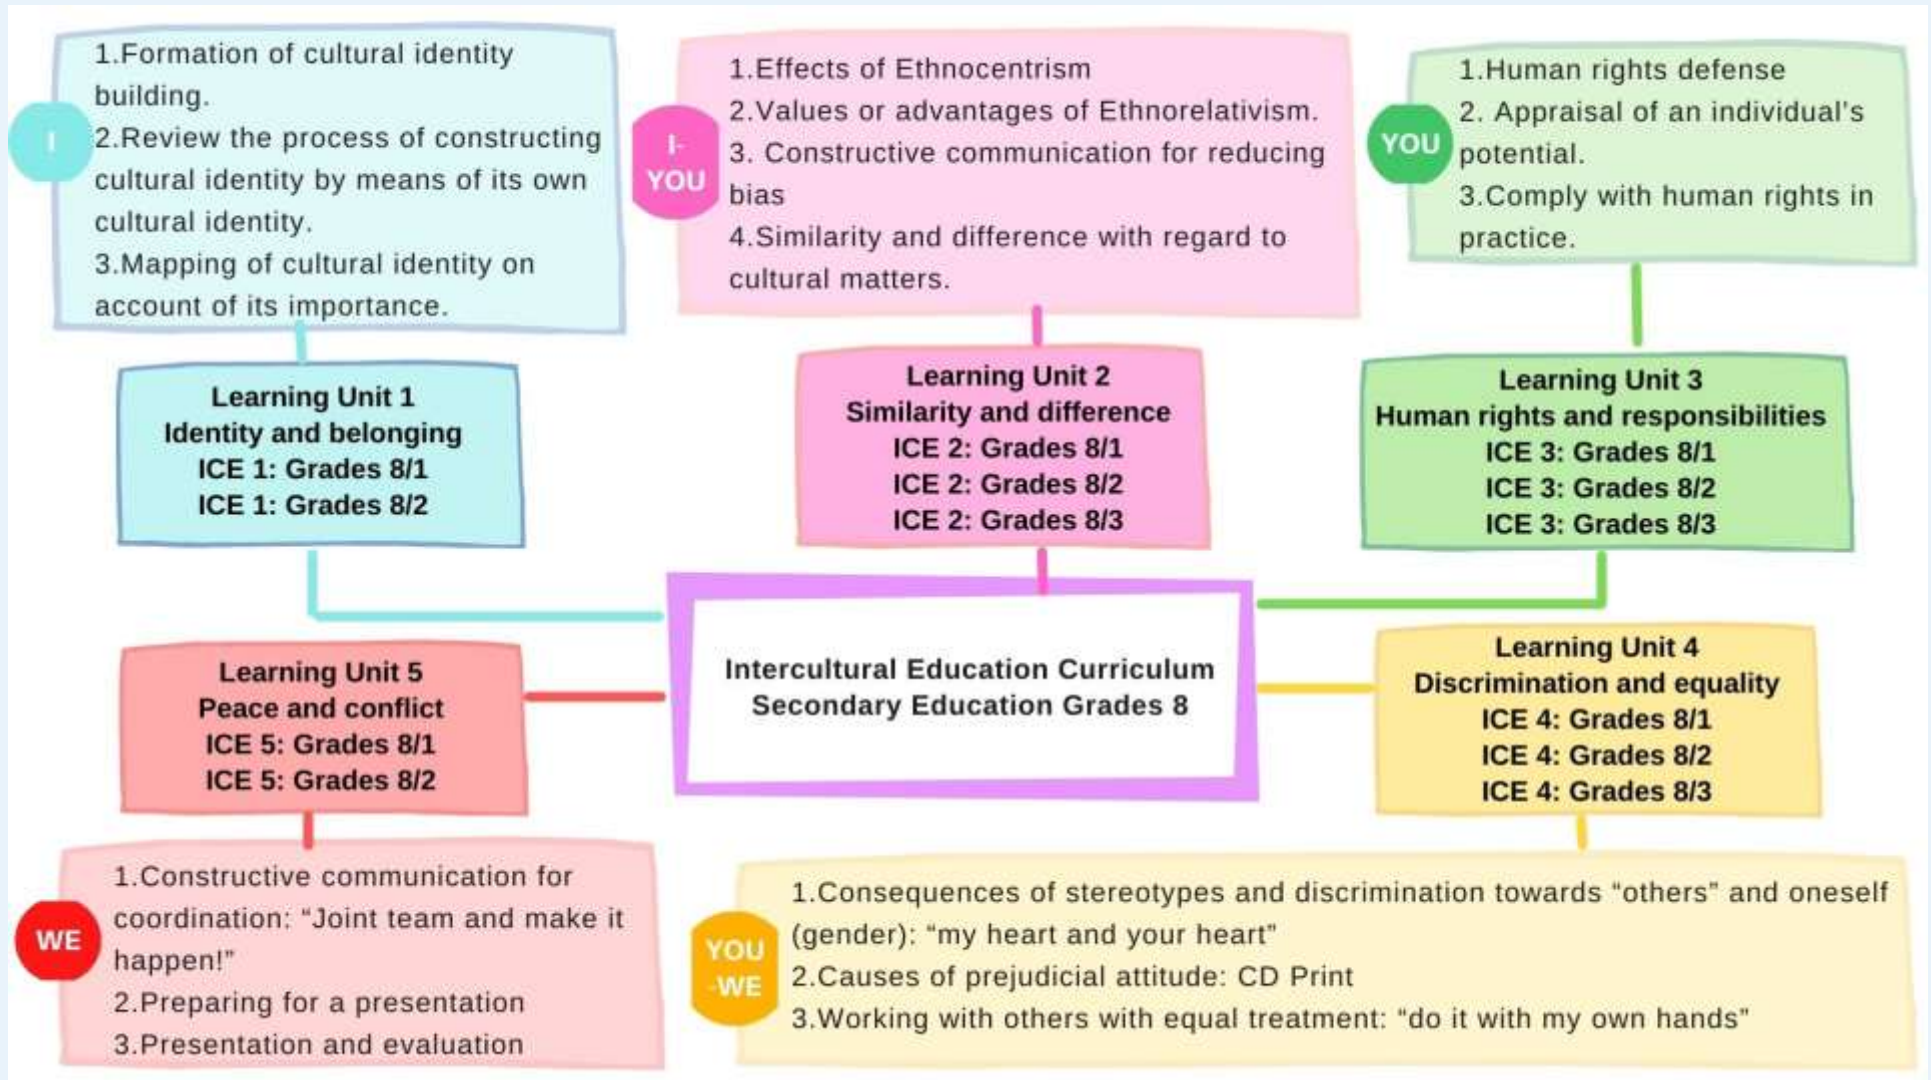 1.Formation of cultural identity
building.
2.Review the process of constructing
cultural identity by means of its own
cultural identity.
3.Mapping of cultural identity on
account of its importance.
I
1.Effects of Ethnocentrism
2.Values or advantages of Ethnorelativism.
3. Constructive communication for reducing
bias
4.Similarity and difference with regard to
cultural matters.
I-
YOU
1.Human rights defense
2. Appraisal of an individual's
potential.
3.Comply with human rights in
practice.
YOU
Learning Unit 1
Identity and belonging
ICE 1: Grades 8/1
ICE 1: Grades 8/2
Learning Unit 2
Similarity and difference
ICE 2: Grades 8/1
ICE 2: Grades 8/2
ICE 2: Grades 8/3
Learning Unit 3
Human rights and responsibilities
ICE 3: Grades 8/1
ICE 3: Grades 8/2
ICE 3: Grades 8/3
Intercultural Education Curriculum
Secondary Education Grades 8
Learning Unit 5
Peace and conflict
ICE 5: Grades 8/1
ICE 5: Grades 8/2
Learning Unit 4
Discrimination and equality
ICE 4: Grades 8/1
ICE 4: Grades 8/2
ICE 4: Grades 8/3
WE
1.Constructive communication for
coordination: “Joint team and make it
happen!”
2.Preparing for a presentation
3.Presentation and evaluation
YOU
-WE
1.Consequences of stereotypes and discrimination towards “others” and oneself
(gender): “my heart and your heart”
2.Causes of prejudicial attitude: CD Print
3.Working with others with equal treatment: “do it with my own hands”